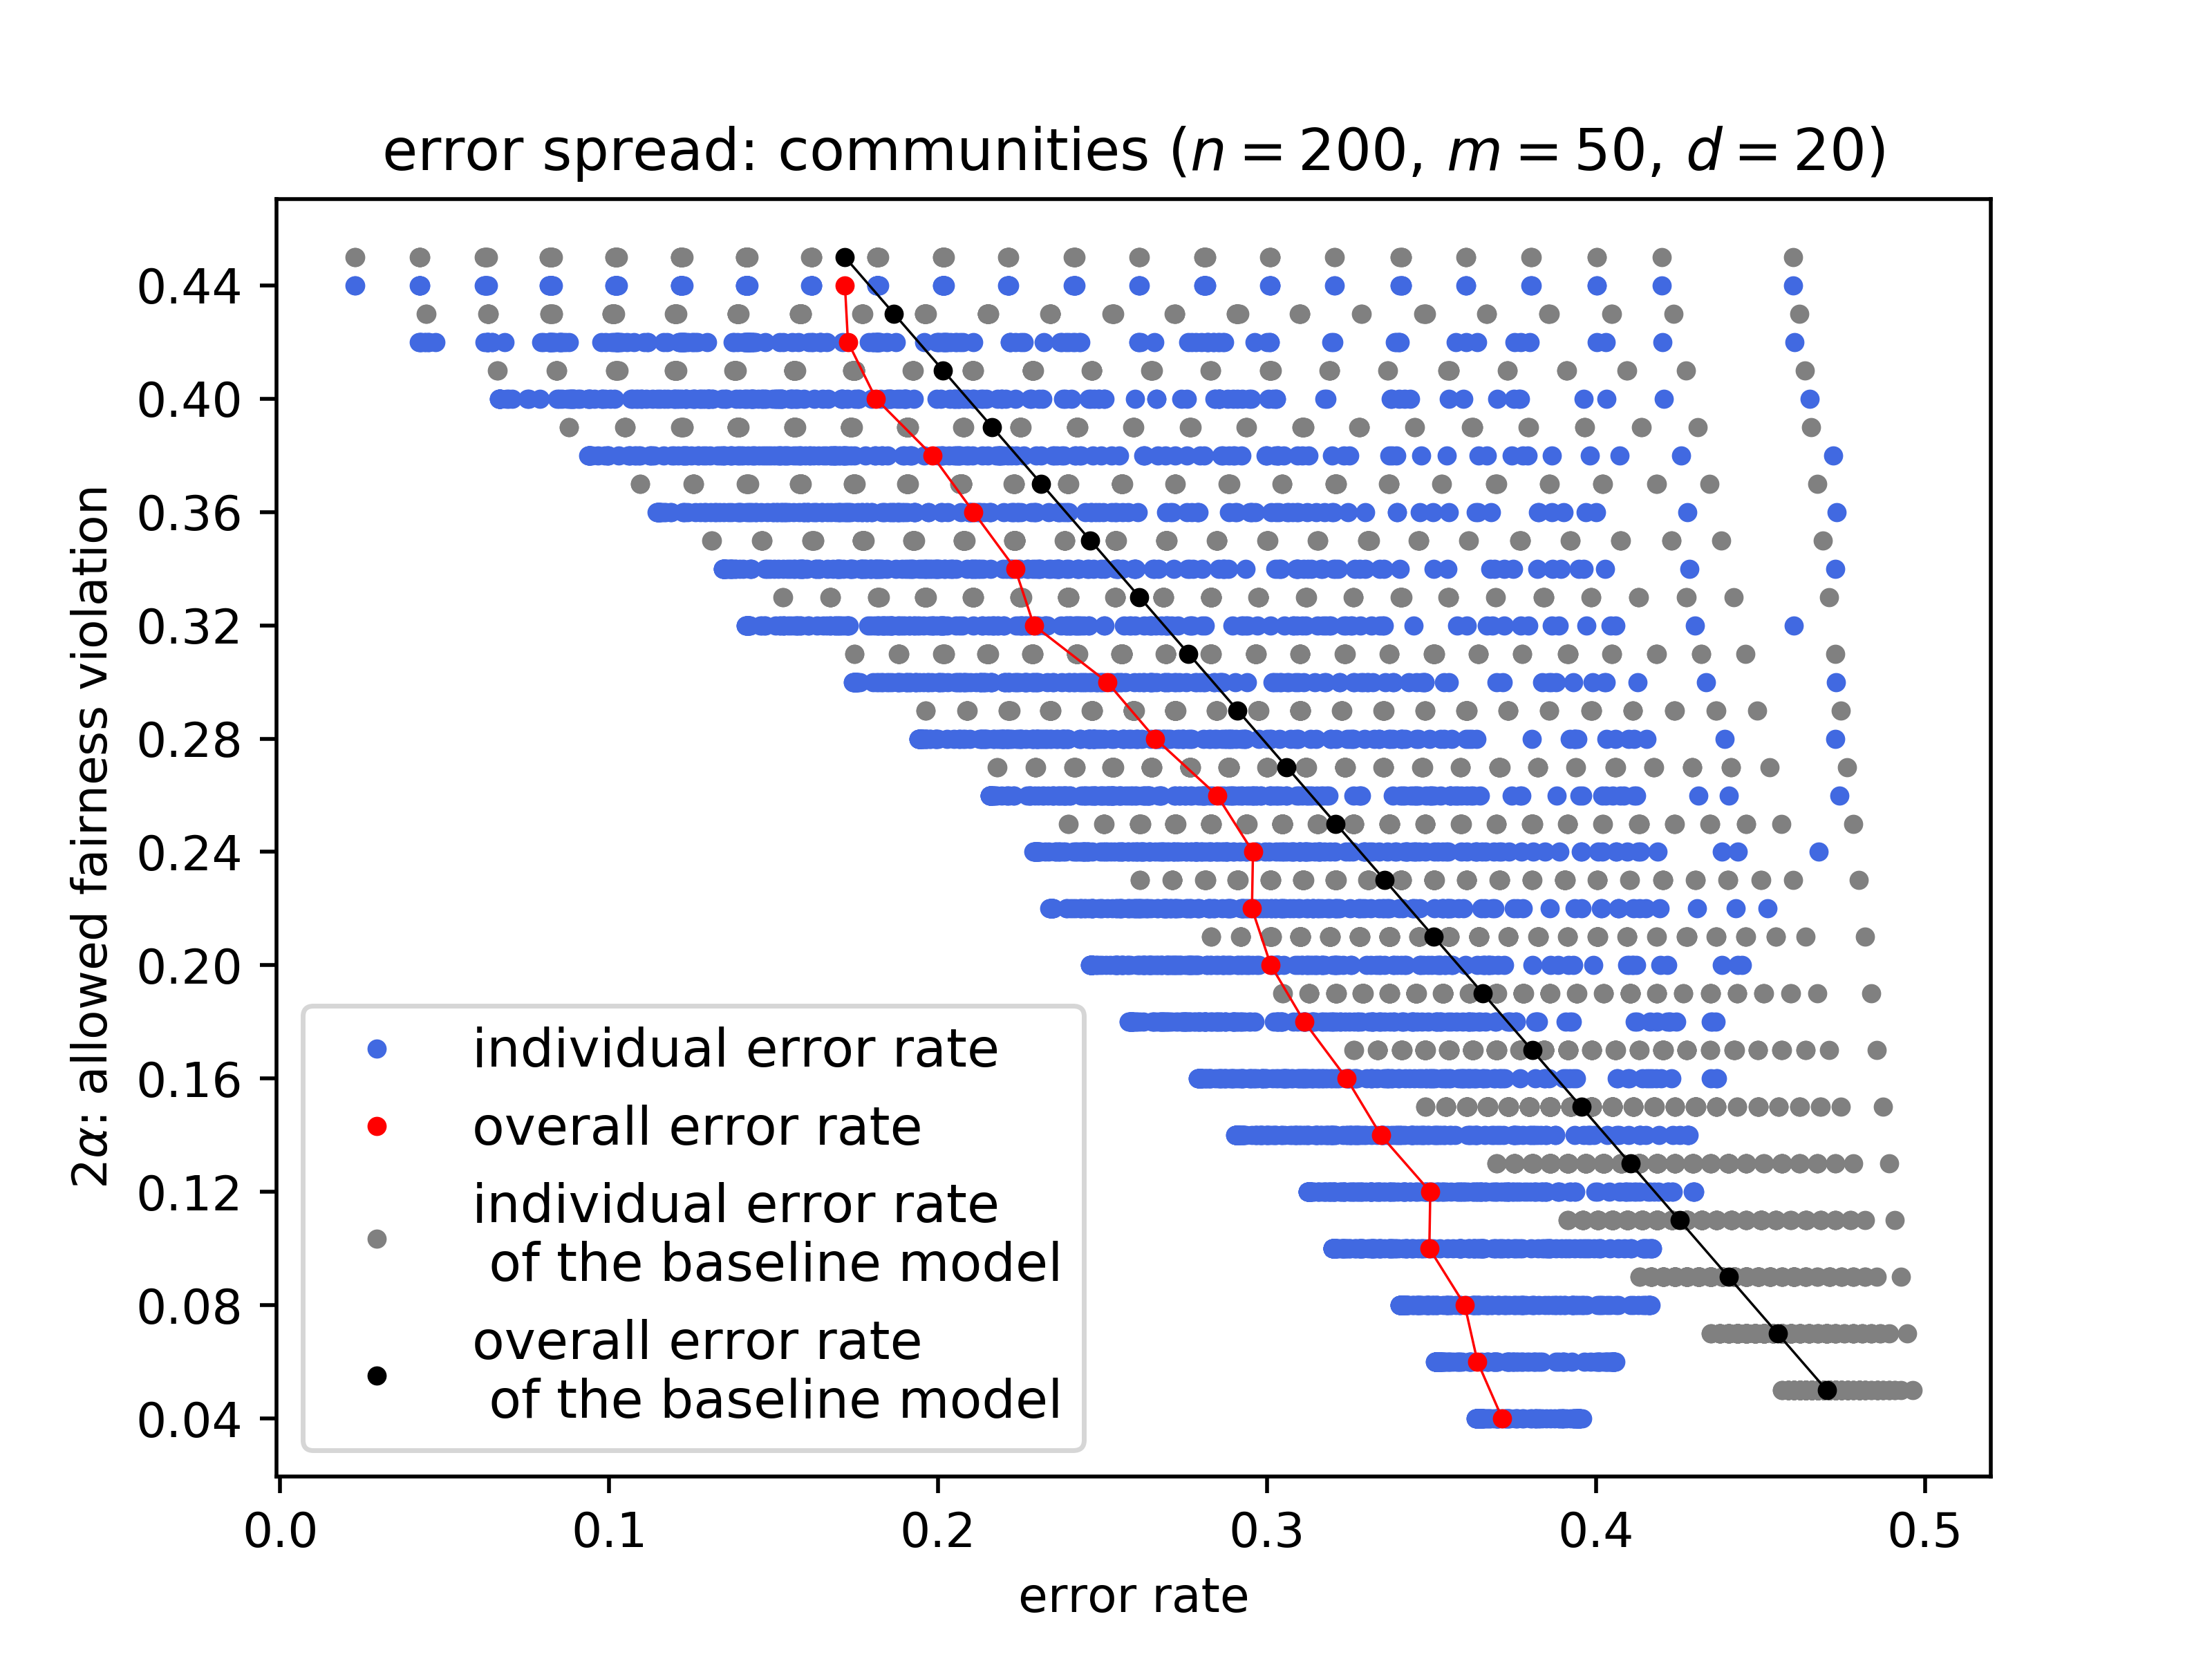 error spread: communities (n = 200, m = 50, d = 20)
2α: allowed fairness violation
0.44
0.40
0.36
0.32
0.28
0.24
0.20
0.16
0.12
0.08
0.04
individual error rate
overall error rate
individual error rate
of the baseline model
overall error rate
of the baseline model
0.0 0.1 0.2 0.3 0.4 0.5
error rate